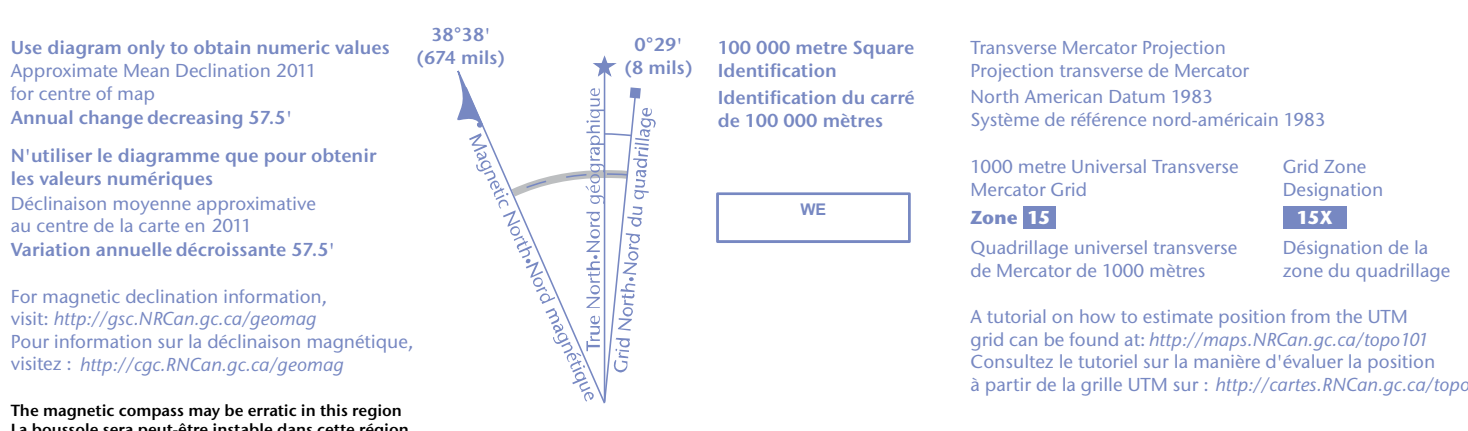 Use diagram only to obtain numeric values
Approximate Mean Declination 2011
for centre of map
Annual change decreasing 57.5'
N'utiliser le diagramme que pour obtenir
les valeurs numériques
Déclinaison moyenne approximative
au centre de la carte en 2011
Variation annuelle décroissante 57.5'
For magnetic declination information,
visit: http://gsc.NRCan.gc.ca/geomag
Pour information sur la déclinaison magnétique,
visitez : http://cgc.RNCan.gc.ca/geomag
The magnetic compass may be erratic in this region
La boussole sera peut-être instable dans cette région
38°38'
(674 mils)
0°29'
(8 mils)
Magnetic North•Nord magnétique
True North•Nord géographique
Grid North•Nord du quadrillage
100 000 metre Square
Identification
Identification du carré
de 100 000 mètres
WE
Transverse Mercator Projection
Projection transverse de Mercator
North American Datum 1983
Système de référence nord-américain 1983
1000 metre Universal Transverse
Mercator Grid
Zone 15
Quadrillage universel transverse
de Mercator de 1000 mètres
Grid Zone
Designation
15X
Désignation de la
zone du quadrillage
A tutorial on how to estimate position from the UTM
grid can be found at: http://maps.NRCan.gc.ca/topo101
Consultez le tutoriel sur la manière d'évaluer la position
à partir de la grille UTM sur : http://cartes.RNCan.gc.ca/topo